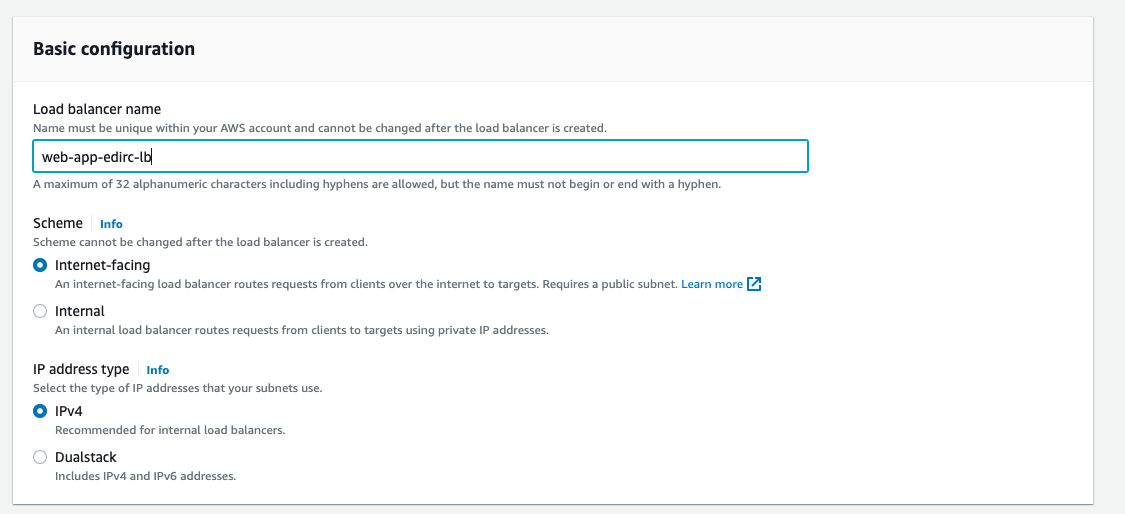 Basic configuration
Load balancer name
Name must be unique within your AWS account and cannot be changed after the load balancer is created.
web-app-edirc-lb
A maximum of 32 alphanumeric characters including hyphens are allowed, but the name must not begin or end with a hyphen.
Scheme Info
Scheme cannot be changed after the load balancer is created.
Internet-facing
An internet-facing load balancer routes requests from clients over the internet to targets. Requires a public subnet. Learn more
Internal
An internal load balancer routes requests from clients to targets using private IP addresses.
IP address type Info
Select the type of IP addresses that your subnets use.
IPv4
Recommended for internal load balancers.
Dualstack
Includes IPv4 and IPv6 addresses.